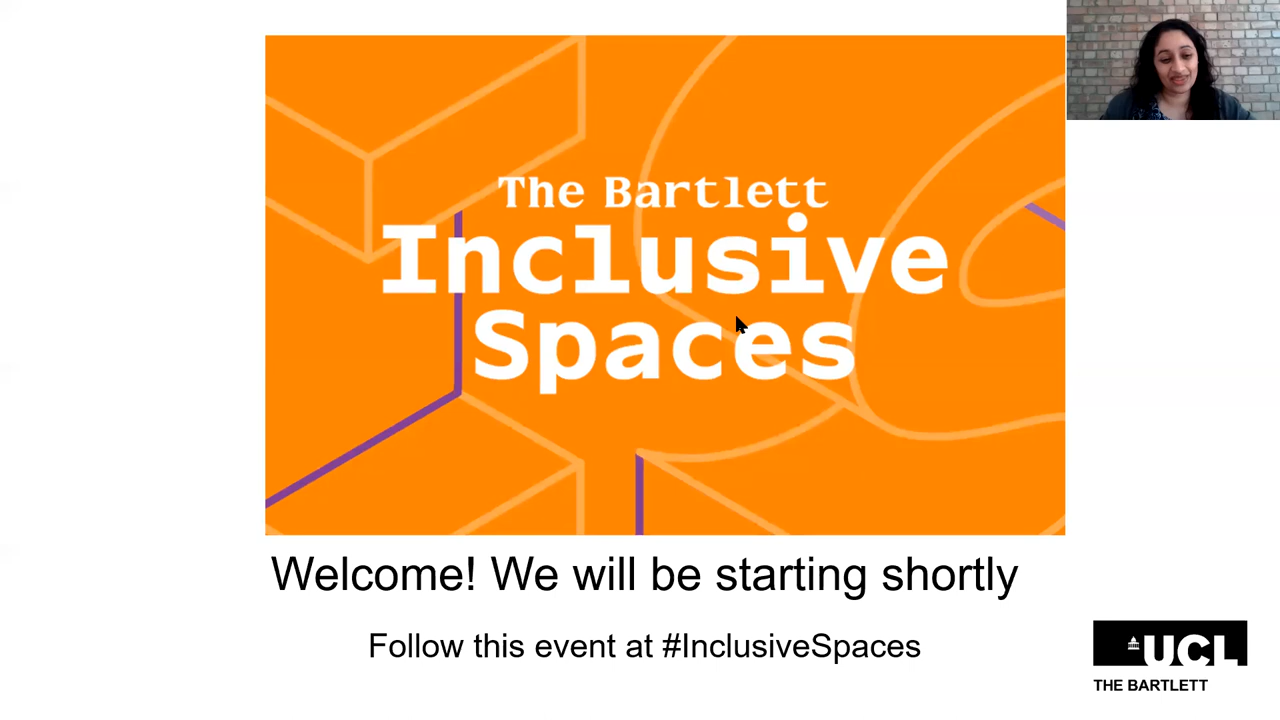 The Bartlett
Inclusive
Spaces
Welcome! We will be starting shortly
Follow this event at #InclusiveSpaces
UCL
THE BARTLETT